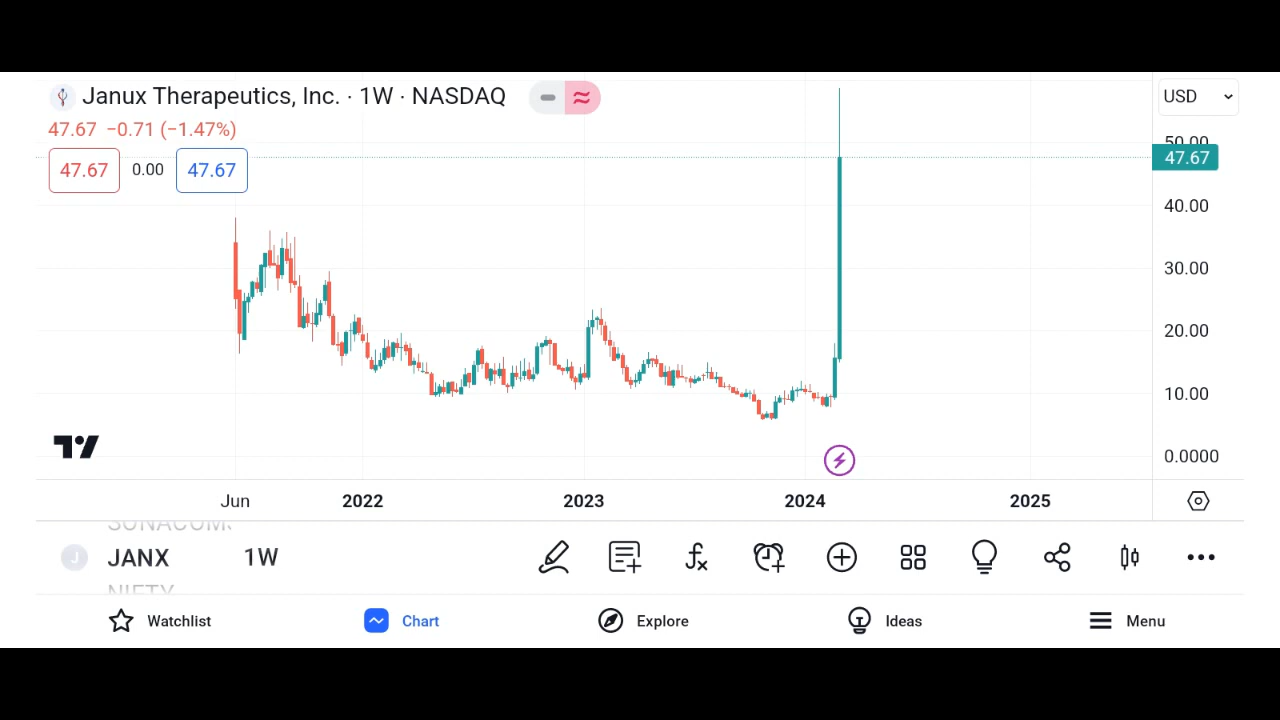 Janux Therapeutics, Inc. · 1W · NASDAQ
USD
47.67 −0.71 (−1.47%)
47.67 0.00 47.67
50.00
47.67
40.00
30.00
20.00
10.00
0.0000
Jun 2022 2023 2024 2025
J JANX 1W
NIFTY
Watchlist Chart Explore Ideas Menu